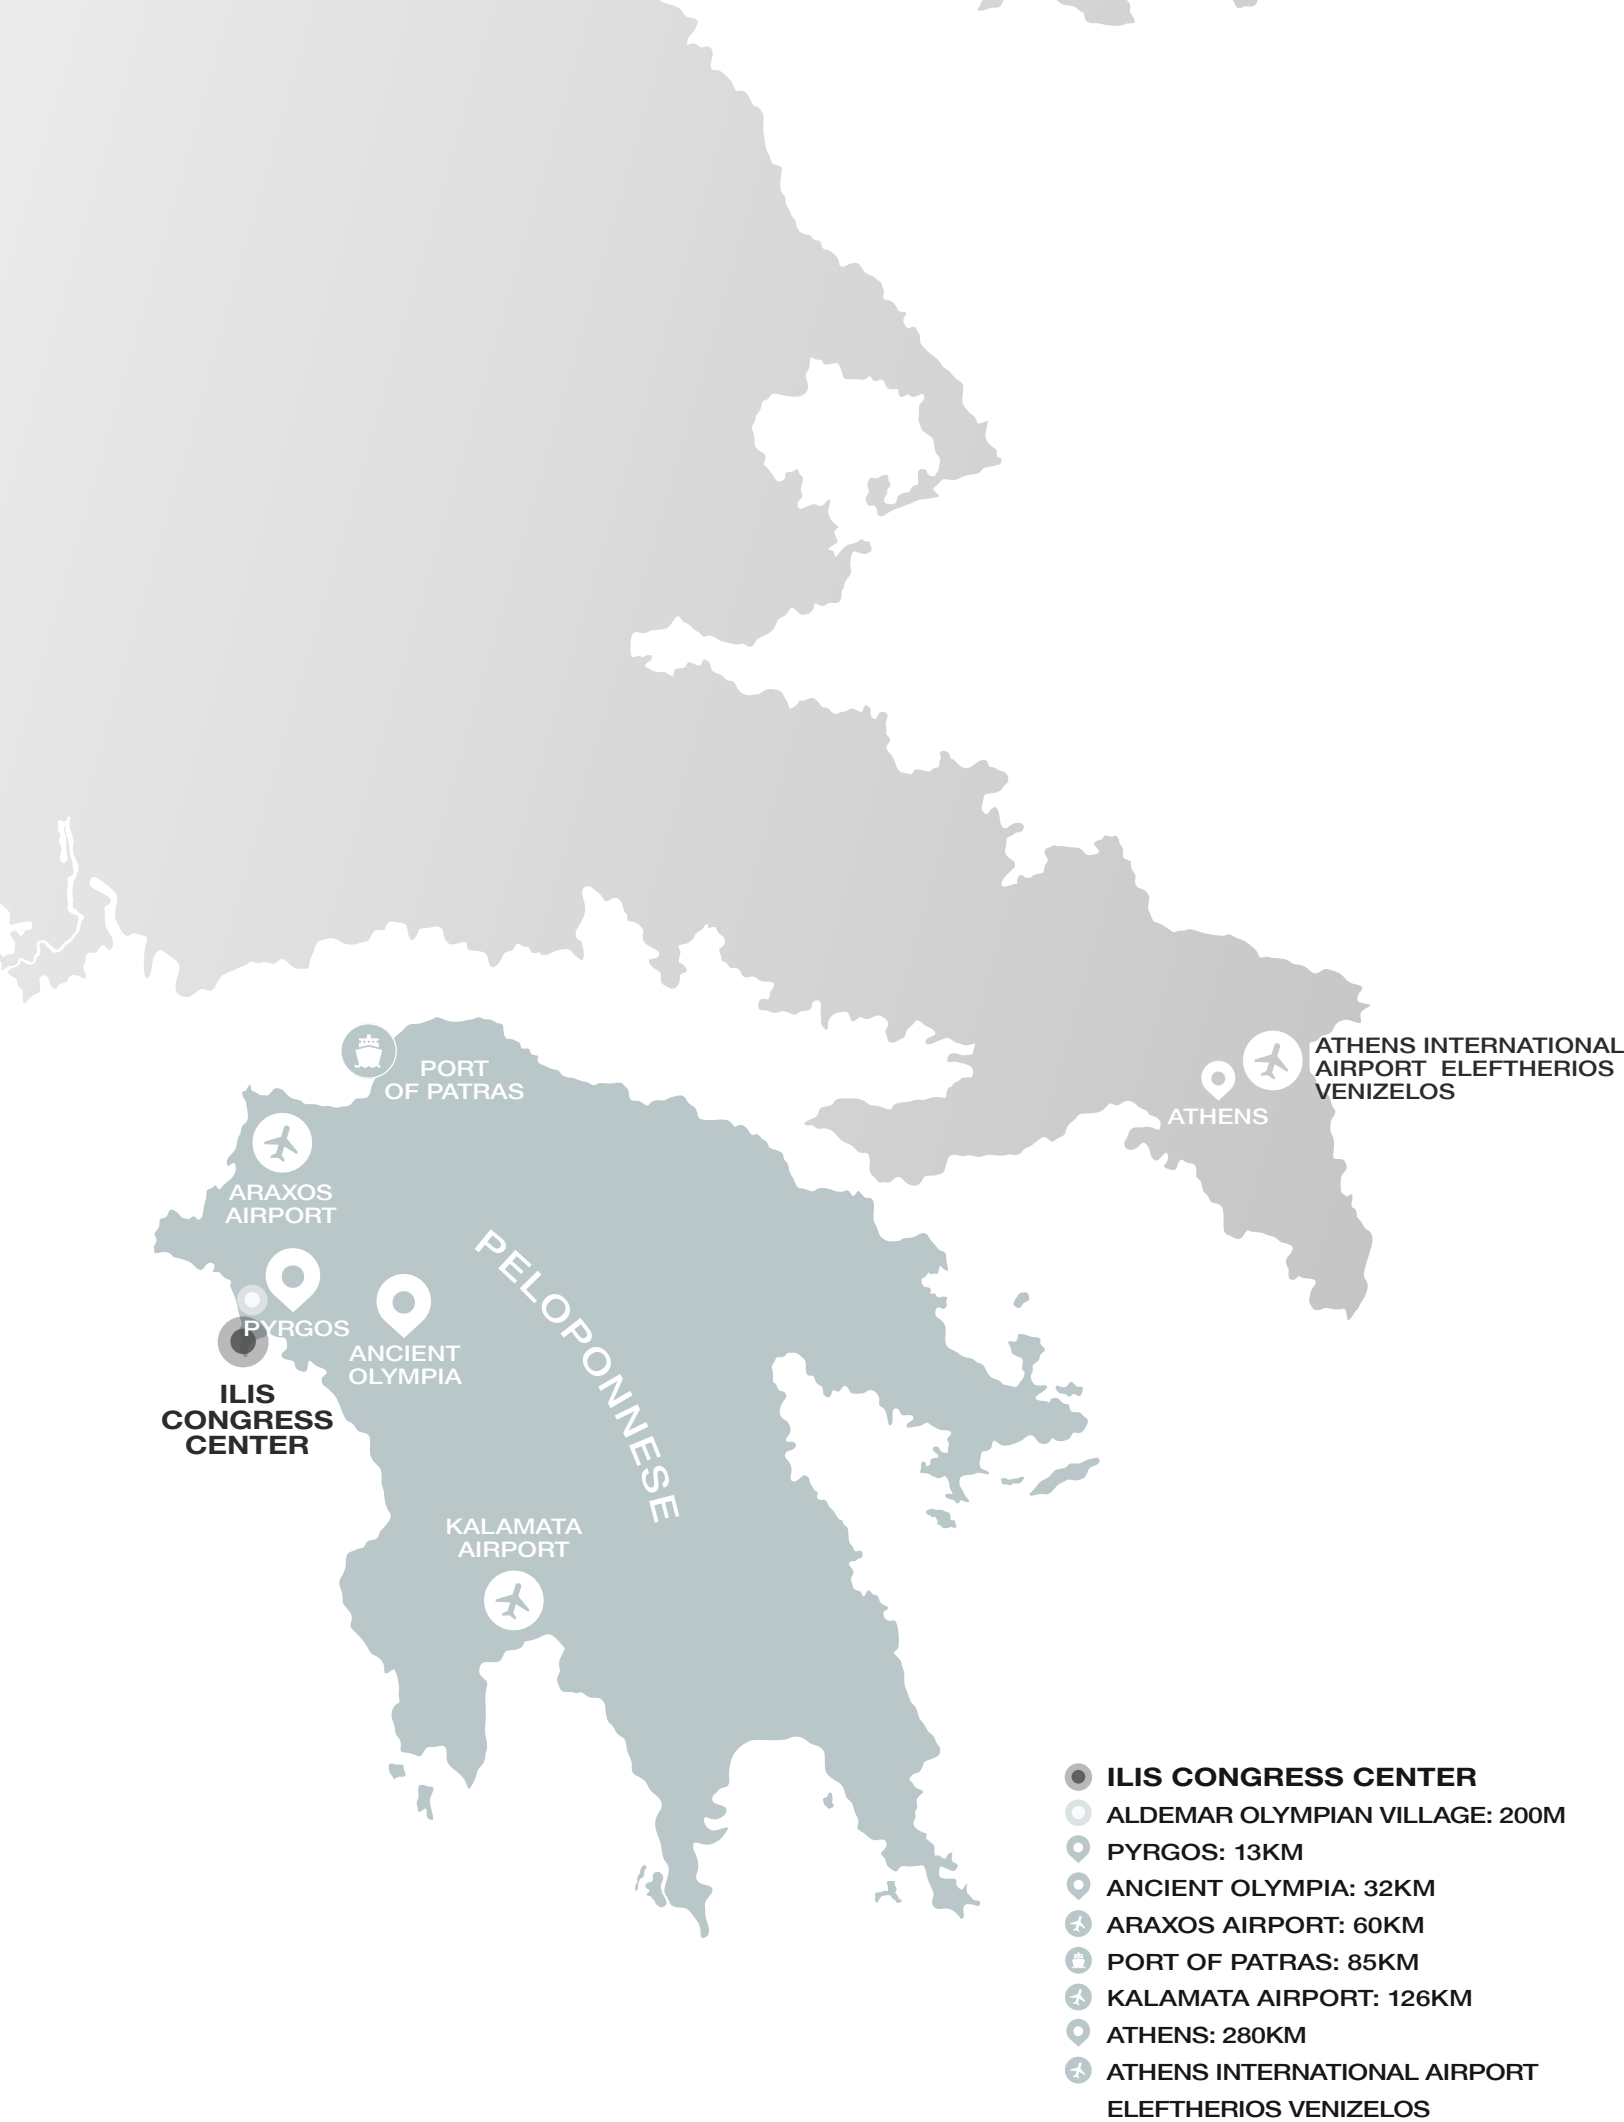 PORT
OF PATRAS
ATHENS INTERNATIONAL
AIRPORT ELEFTHERIOS
VENIZELOS
ATHENS
ARAXOS
AIRPORT
PELOPONNESE
PYRGOS
ANCIENT
OLYMPIA
ILIS
CONGRESS
CENTER
KALAMATA
AIRPORT
ILIS CONGRESS CENTER
ALDEMAR OLYMPIAN VILLAGE: 200M
PYRGOS: 13KM
ANCIENT OLYMPIA: 32KM
ARAXOS AIRPORT: 60KM
PORT OF PATRAS: 85KM
KALAMATA AIRPORT: 126KM
ATHENS: 280KM
ATHENS INTERNATIONAL AIRPORT
ELEFTHERIOS VENIZELOS